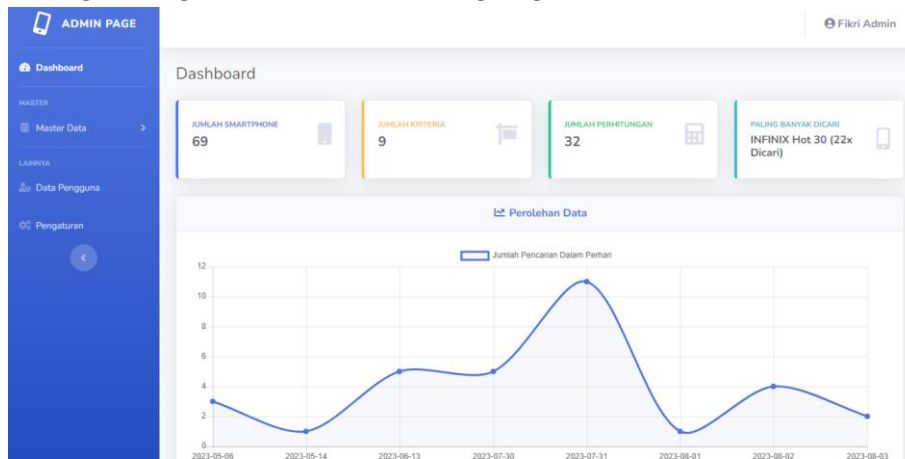 ADMIN PAGE
Fikri Admin
Dashboard
MASTER
Master Data
LAINNYA
Data Pengguna
Pengaturan
Dashboard
JUMLAH SMARTPHONE
69
JUMLAH KRITERIA
9
JUMLAH PERHITUNGAN
32
PALING BANYAK DICARI
INFINIX Hot 30 (22x
Dicari)
Perolehan Data
Jumlah Pencarian Dalam Perhari
12
10
8
6
4
2
0
2023-05-06 2023-05-14 2023-06-13 2023-07-30 2023-07-31 2023-08-01 2023-08-02 2023-08-03